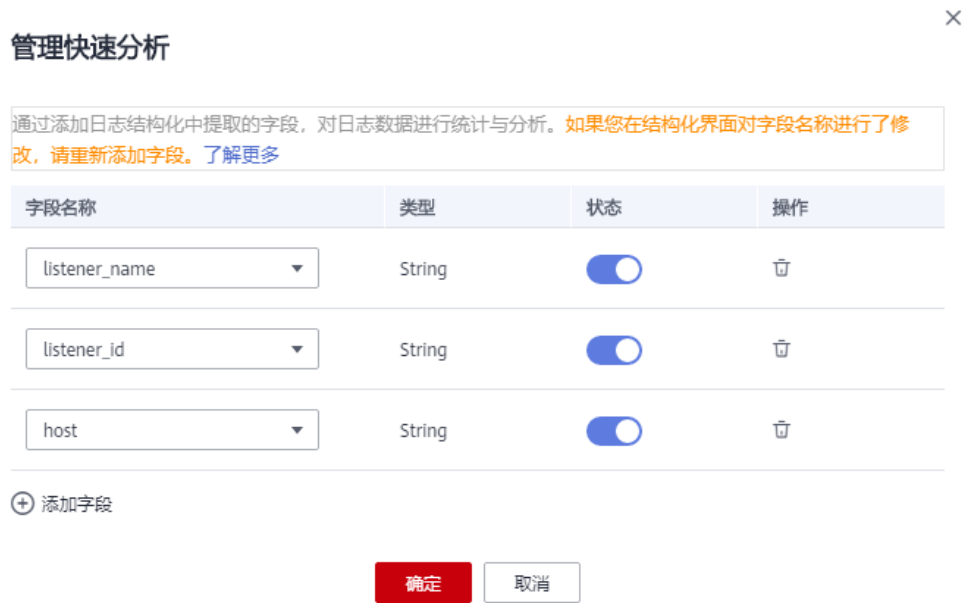 管理快速分析
通过添加日志结构化中提取的字段，对日志数据进行统计与分析。如果您在结构化界面对字段名称进行了修
改，请重新添加字段。了解更多
字段名称 类型 状态 操作
listener_name String
listener_id String
host String
添加字段
确定 取消